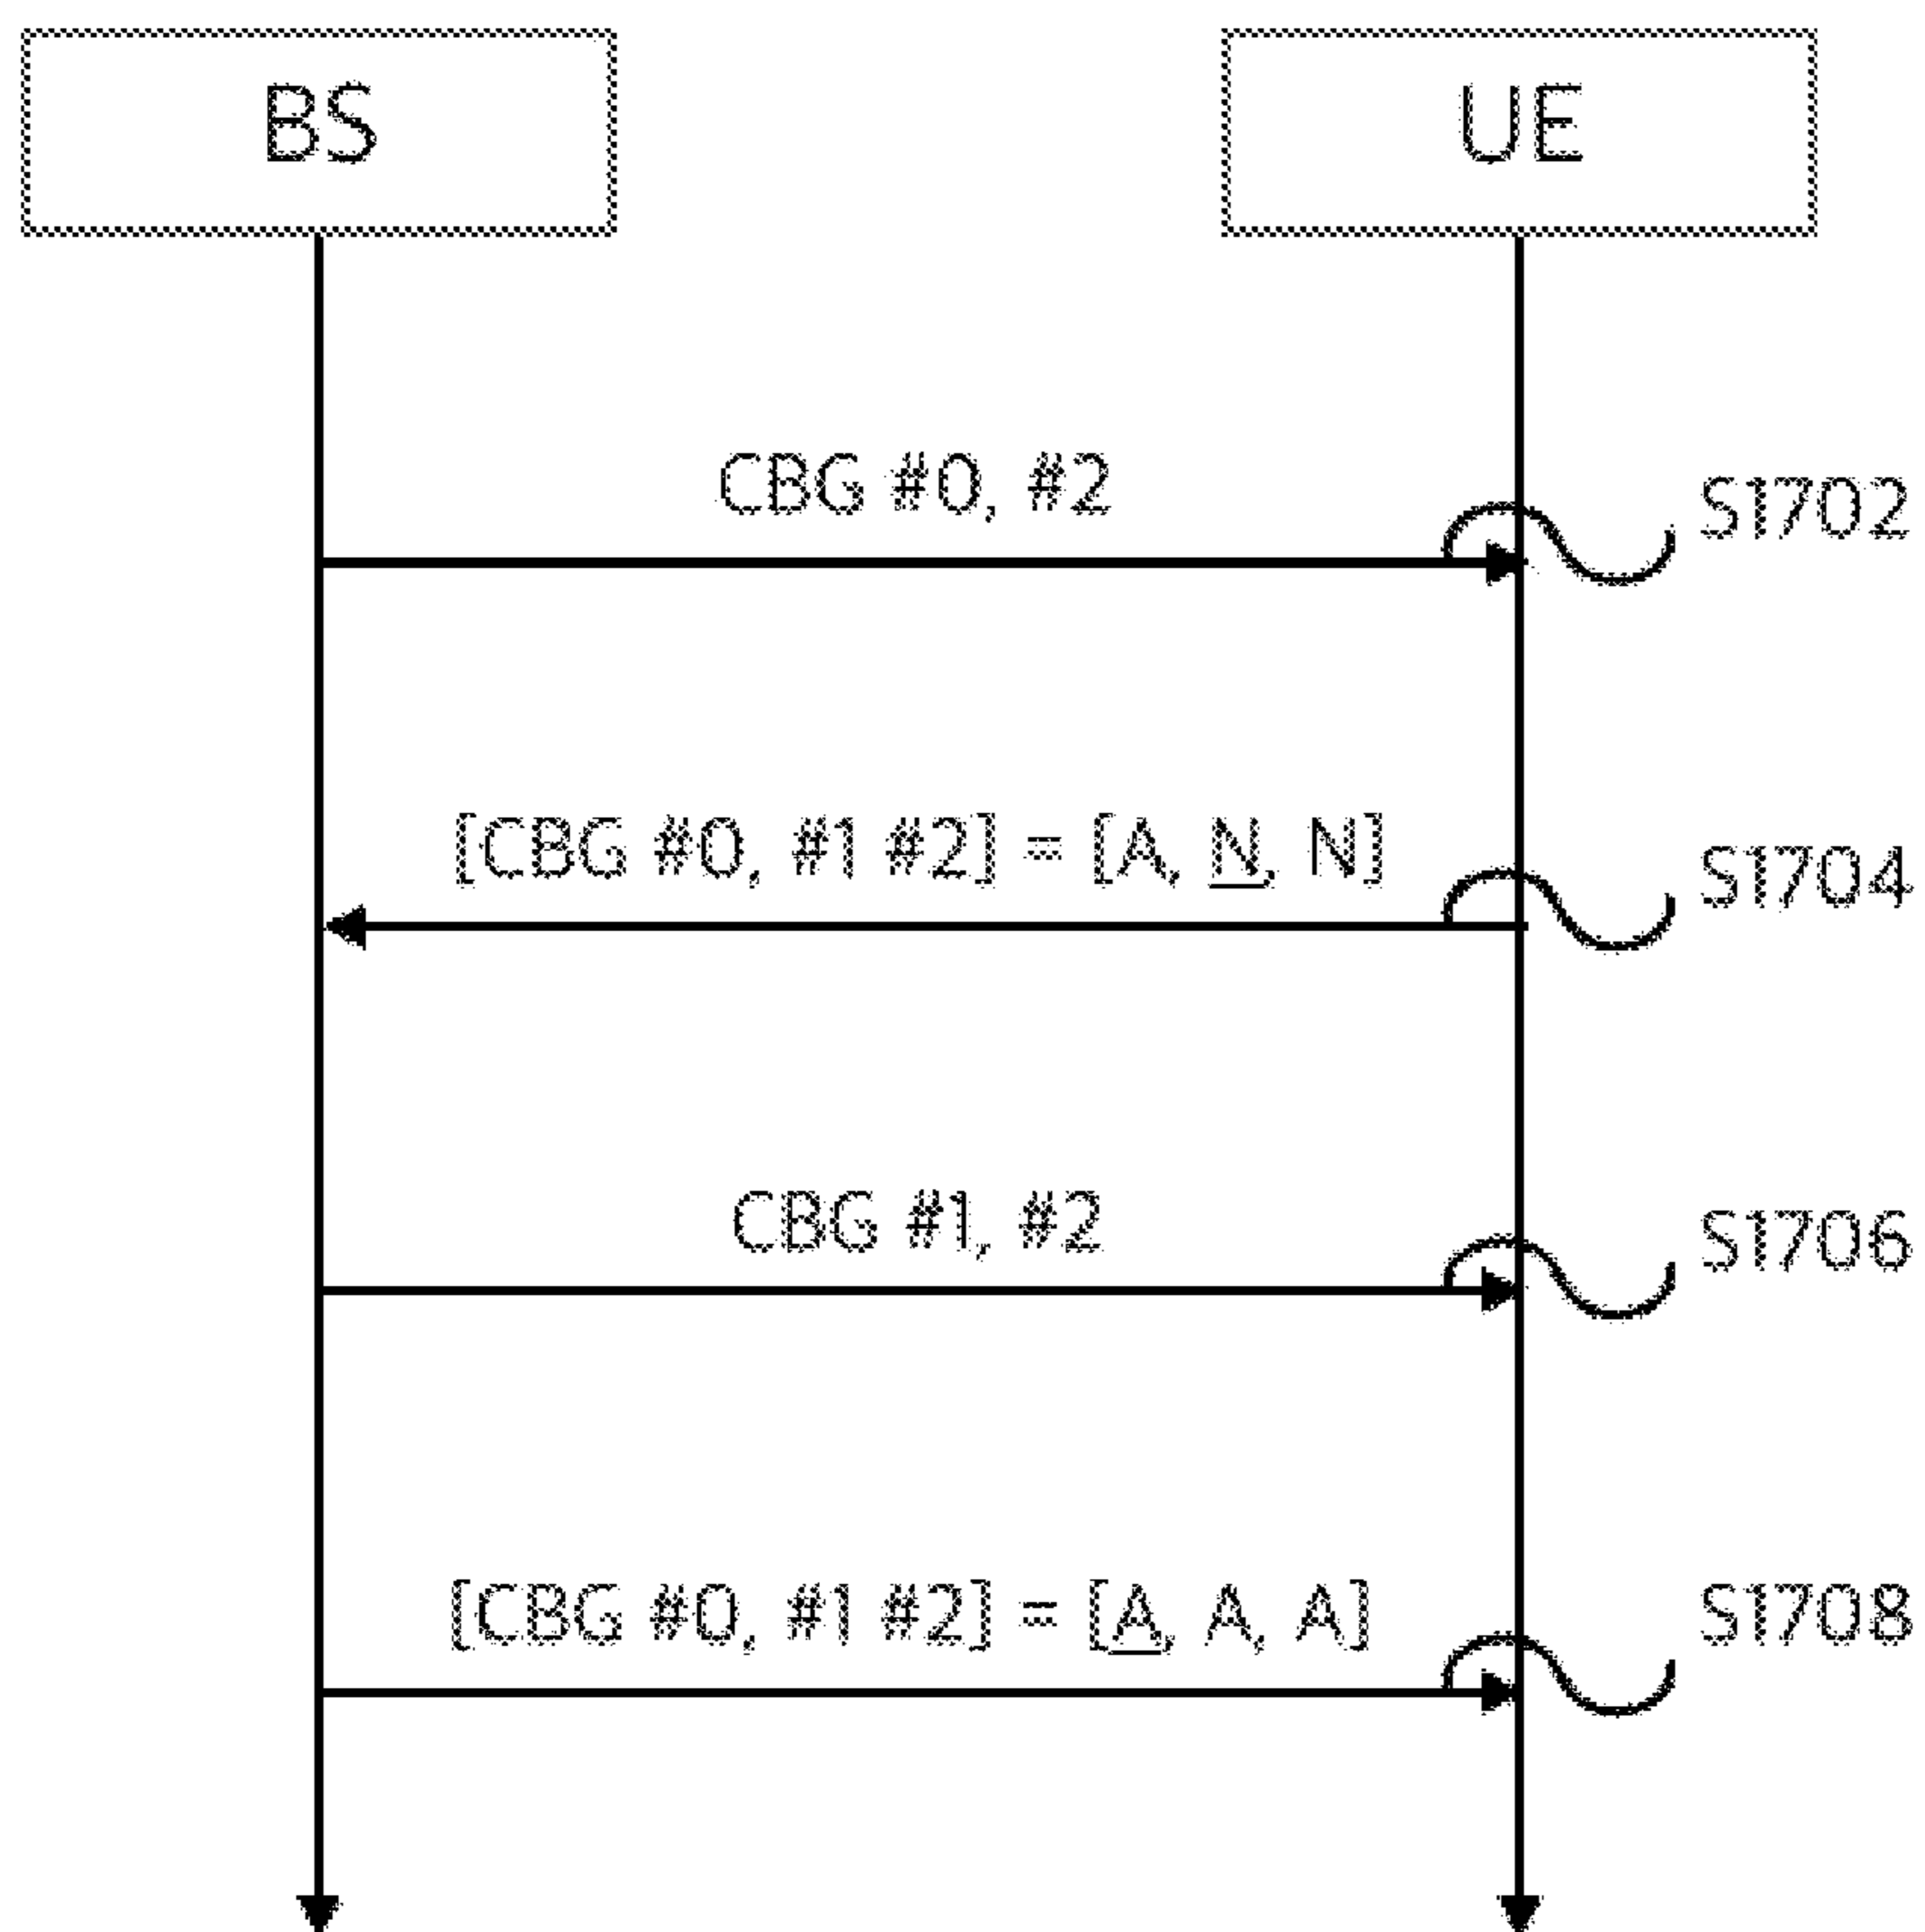 BS
UE
CBG #0, #2
S1702
[CBG #0, #1 #2] = [A, N, N]
S1704
CBG #1, #2
S1706
[CBG #0, #1 #2] = [A, A, A]
S1708